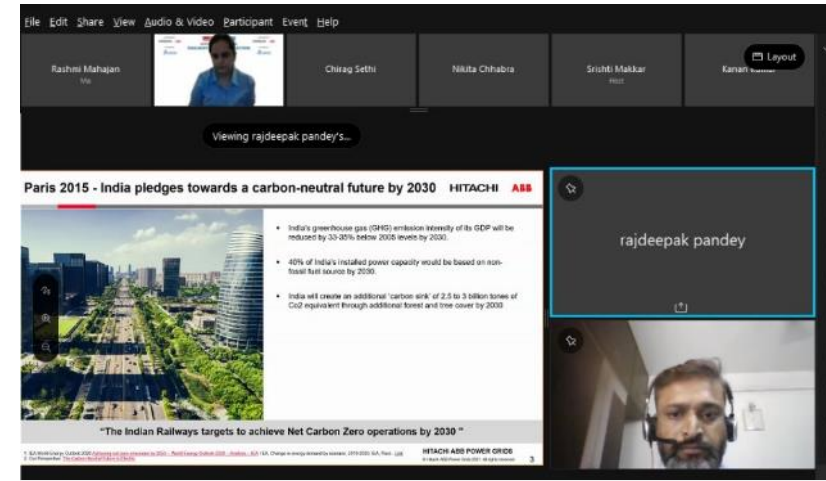 File Edit Share View Audio & Video Participant Event Help
Rashmi Mahajan
Me
Chirag Sethi
Nikita Chhabra
Srishti Makkar
Host
Kanan
Layout
Viewing rajdeepak pandey's...
Paris 2015 - India pledges towards a carbon-neutral future by 2030 HITACHI ABB
• India's greenhouse gas (GHG) emission intensity of its GDP will be
reduced by 33-35% below 2005 levels by 2030.
• 40% of India's installed power capacity would be based on non-
fossil fuel source by 2030.
• India will create an additional 'carbon sink' of 2.5 to 3 billion tones of
Co2 equivalent through additional forest and tree cover by 2030
"The Indian Railways targets to achieve Net Carbon Zero operations by 2030 "
HITACHI ABB POWER GRIDS
3
rajdeepak pandey